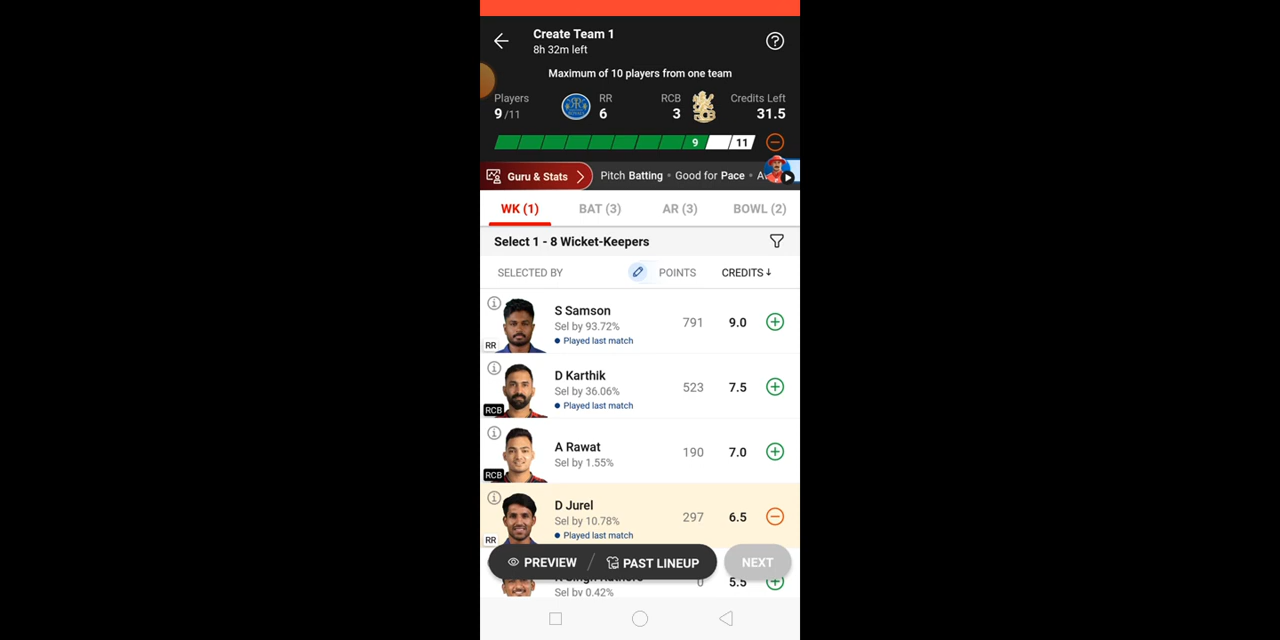 Create Team 1
8h 32m left
Maximum of 10 players from one team
Players
9/11
RR
6
RCB
3
Credits Left
31.5
9
11
Guru & Stats
Pitch Batting • Good for Pace • A
WK (1)
BAT (3)
AR (3)
BOWL (2)
Select 1 - 8 Wicket-Keepers
SELECTED BY
POINTS
CREDITS↓
S Samson
Sel by 93.72%
Played last match
791
9.0
RR
D Karthik
Sel by 36.06%
Played last match
523
7.5
RCB
A Rawat
Sel by 1.55%
190
7.0
RCB
D Jurel
Sel by 10.78%
Played last match
297
6.5
RR
PREVIEW / PAST LINEUP
NEXT
5.5
Sel by 0.42%